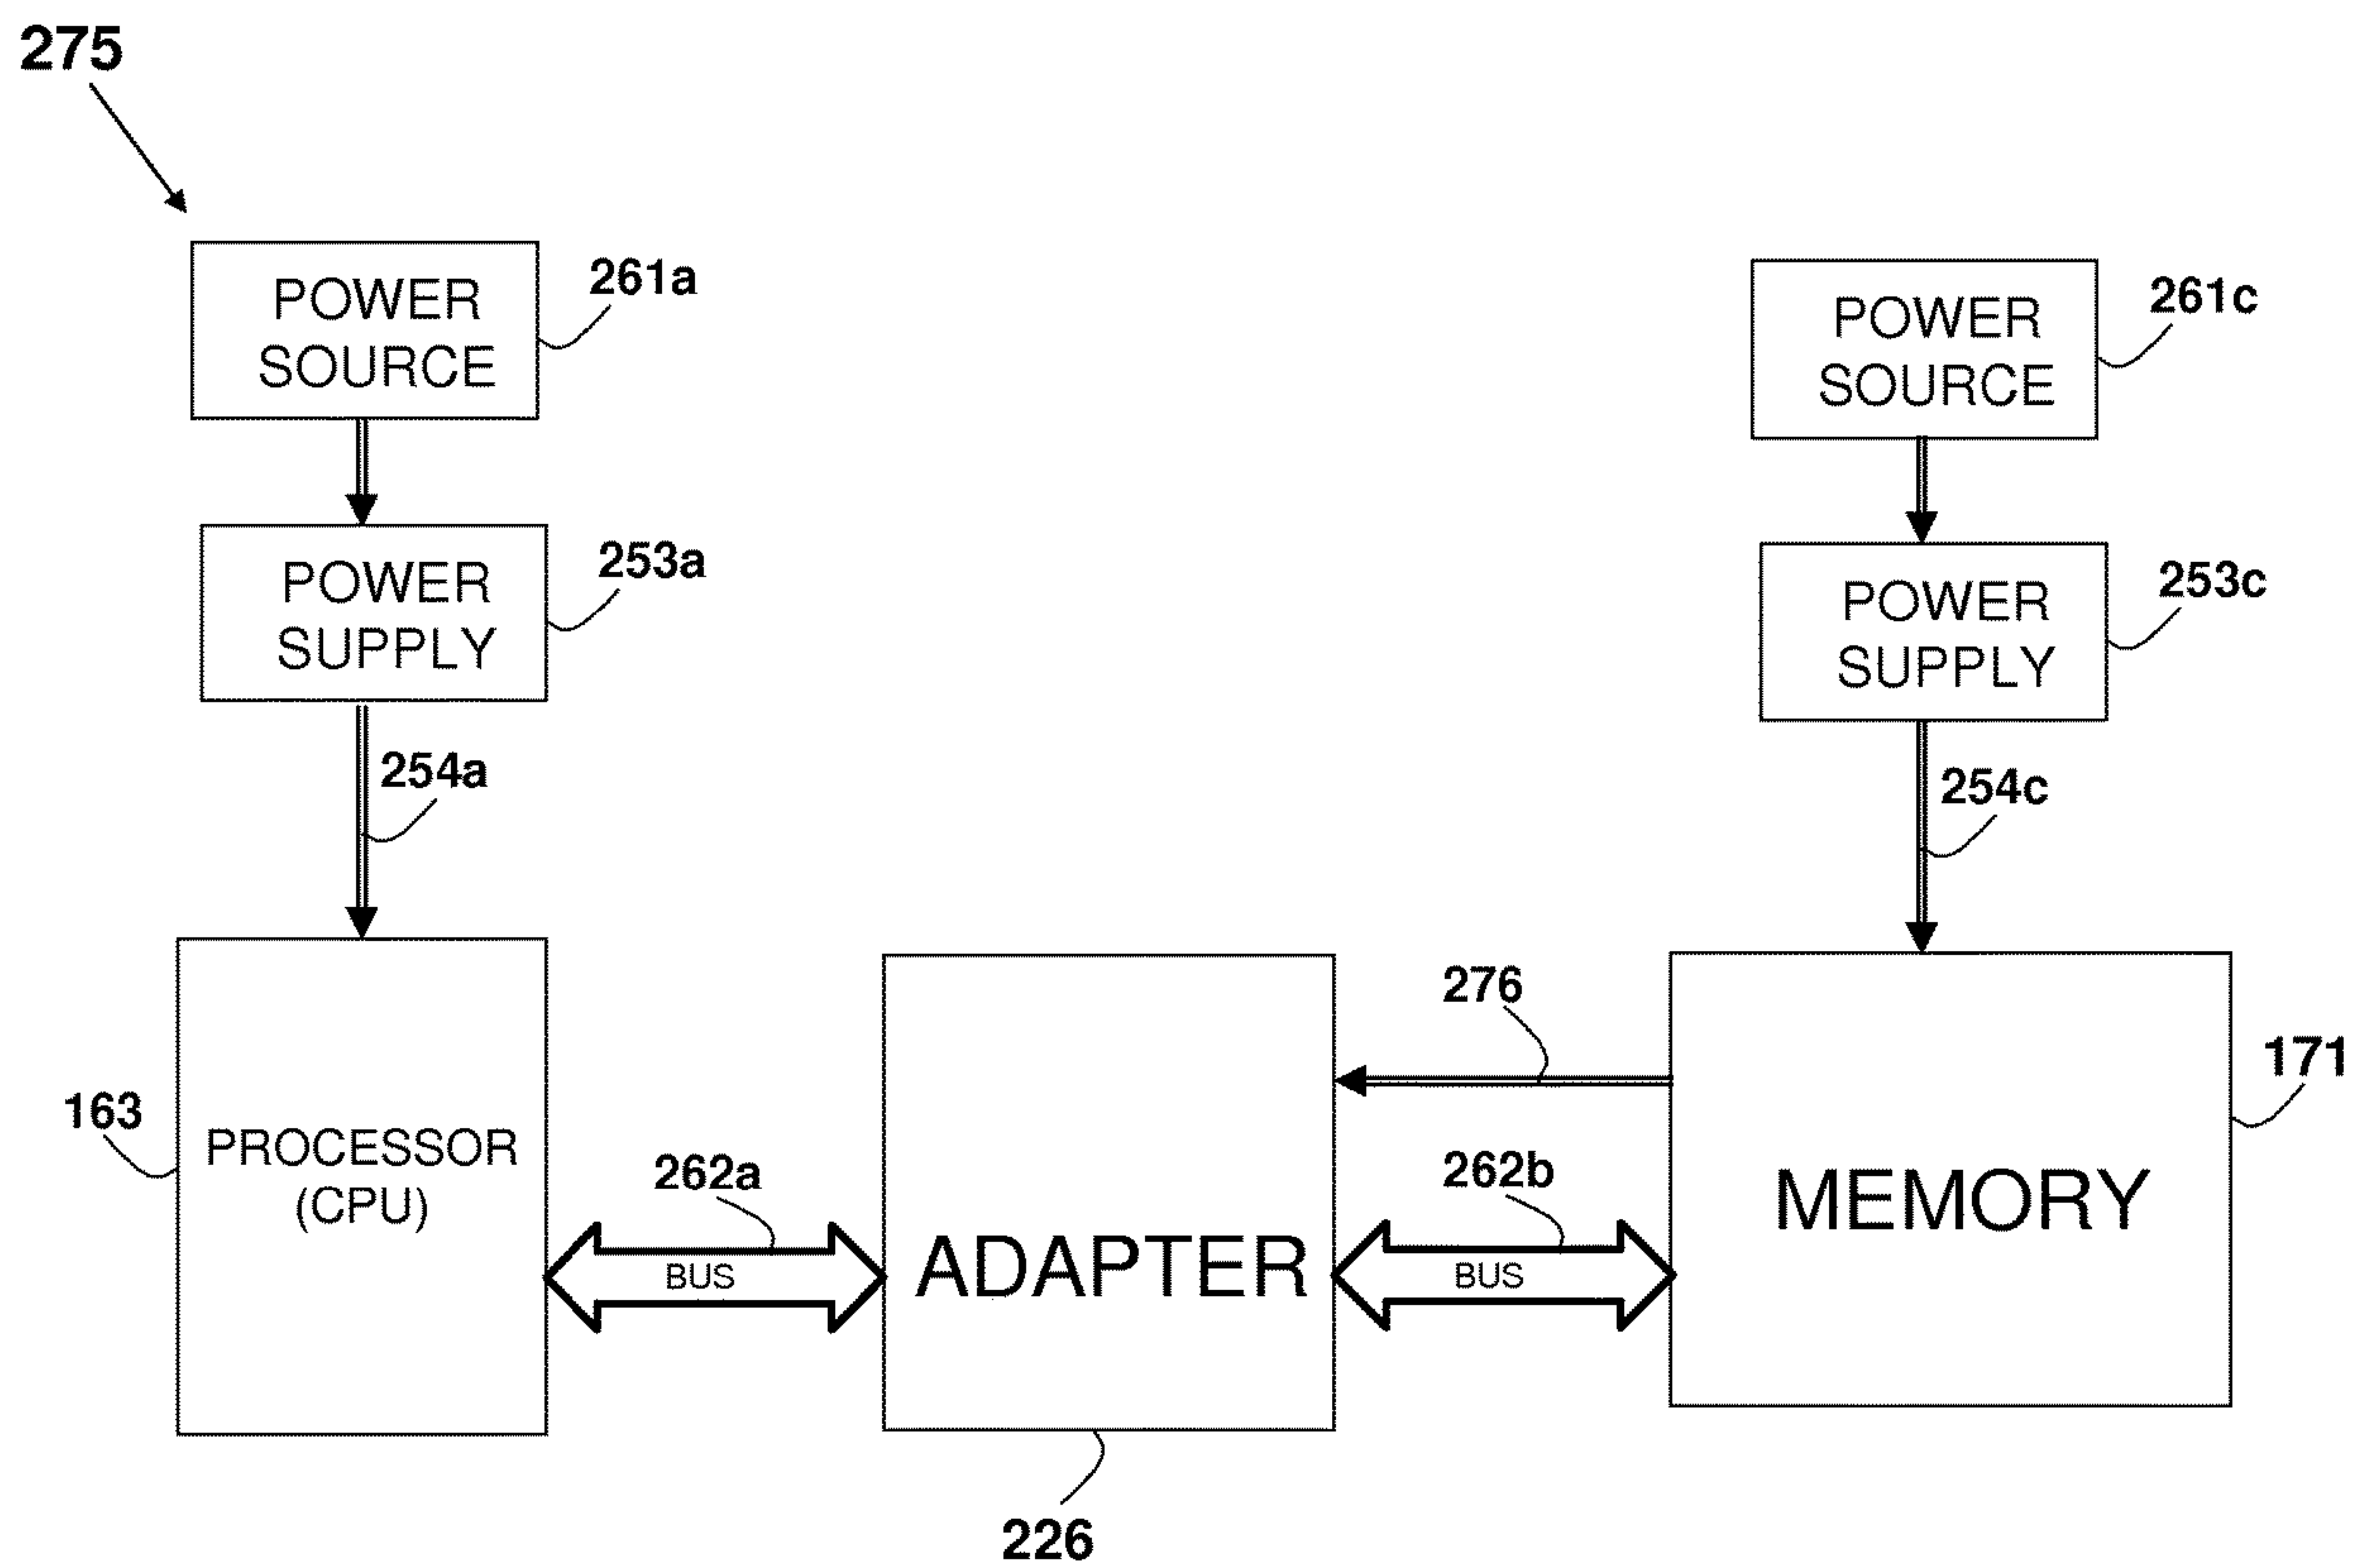 275
POWER
SOURCE
261a
POWER
SOURCE
261c
POWER
SUPPLY
253a
POWER
SUPPLY
253c
254a
254c
163
PROCESSOR
(CPU)
262a
BUS
ADAPTER
226
276
262b
BUS
MEMORY
171